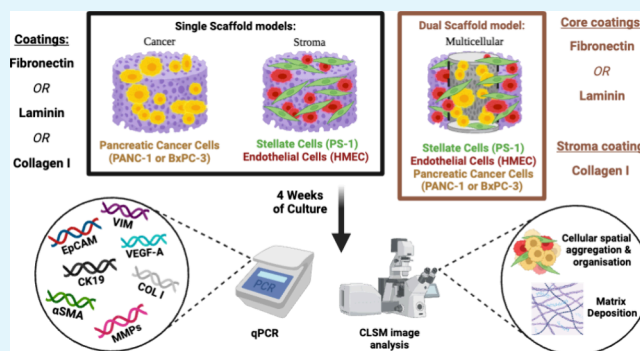 Coatings:
Fibronectin
OR
Laminin
OR
Collagen I
Single Scaffold models:
Cancer
Stroma
Pancreatic Cancer Cells
(PANC-1 or BxPC-3)
Stellate Cells (PS-1)
Endothelial Cells (HMEC)
Dual Scaffold model:
Multicellular
Stellate Cells (PS-1)
Endothelial Cells (HMEC)
Pancreatic Cancer Cells
(PANC-1 or BxPC-3)
Core coatings:
Fibronectin
OR
Laminin
Stroma coating
Collagen I
4 Weeks
of Culture
VIM
EpCAM
VEGF-A
CK19
COL I
αSMA
MMPs
PCR
qPCR
CLSM image
analysis
Cellular spatial
aggregation &
organisation
Matrix
Deposition